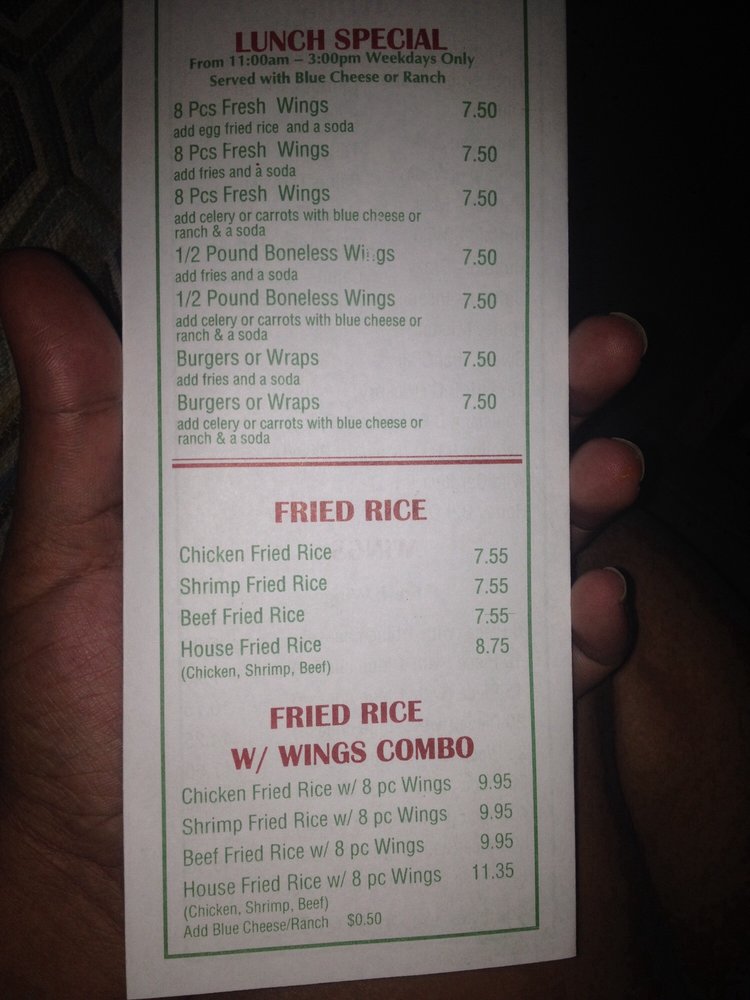 LUNCH SPECIAL
From 11:00am – 3:00pm Weekdays Only
Served with Blue Cheese or Ranch
8 Pcs Fresh Wings 7.50
add egg fried rice and a soda
8 Pcs Fresh Wings 7.50
add fries and a soda
8 Pcs Fresh Wings 7.50
add celery or carrots with blue cheese or
ranch & a soda
1/2 Pound Boneless Wings 7.50
add fries and a soda
1/2 Pound Boneless Wings 7.50
add celery or carrots with blue cheese or
ranch & a soda
Burgers or Wraps 7.50
add fries and a soda
Burgers or Wraps 7.50
add celery or carrots with blue cheese or
ranch & a soda
FRIED RICE
Chicken Fried Rice 7.55
Shrimp Fried Rice 7.55
Beef Fried Rice 7.55
House Fried Rice 8.75
(Chicken, Shrimp, Beef)
FRIED RICE
W/ WINGS COMBO
Chicken Fried Rice w/ 8 pc Wings 9.95
Shrimp Fried Rice w/ 8 pc Wings 9.95
Beef Fried Rice w/ 8 pc Wings 9.95
House Fried Rice w/ 8 pc Wings 11.35
(Chicken, Shrimp, Beef)
Add Blue Cheese/Ranch $0.50